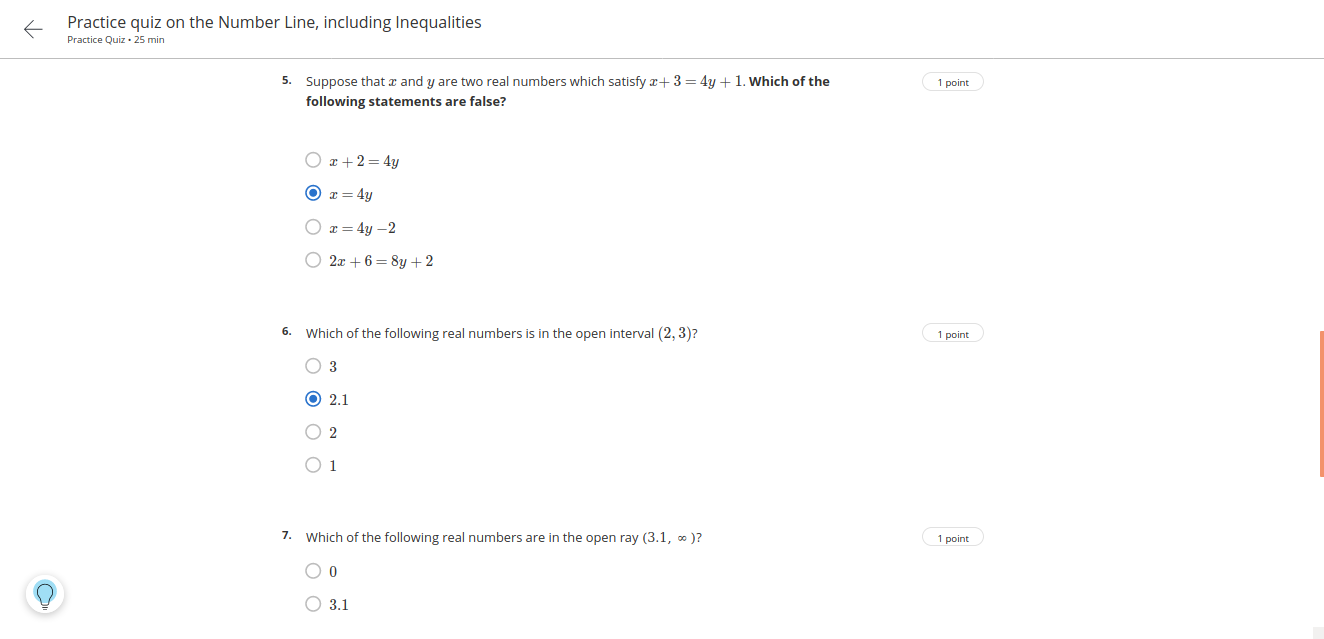 Practice quiz on the Number Line, including Inequalities
Practice Quiz • 25 min
5. Suppose that x and y are two real numbers which satisfy x + 3 = 4y + 1. Which of the 1 point
following statements are false?
x + 2 = 4y
x = 4y
x = 4y −2
2x + 6 = 8y + 2
6. Which of the following real numbers is in the open interval (2, 3)? 1 point
3
2.1
2
1
7. Which of the following real numbers are in the open ray (3.1, ∞ )? 1 point
0
3.1